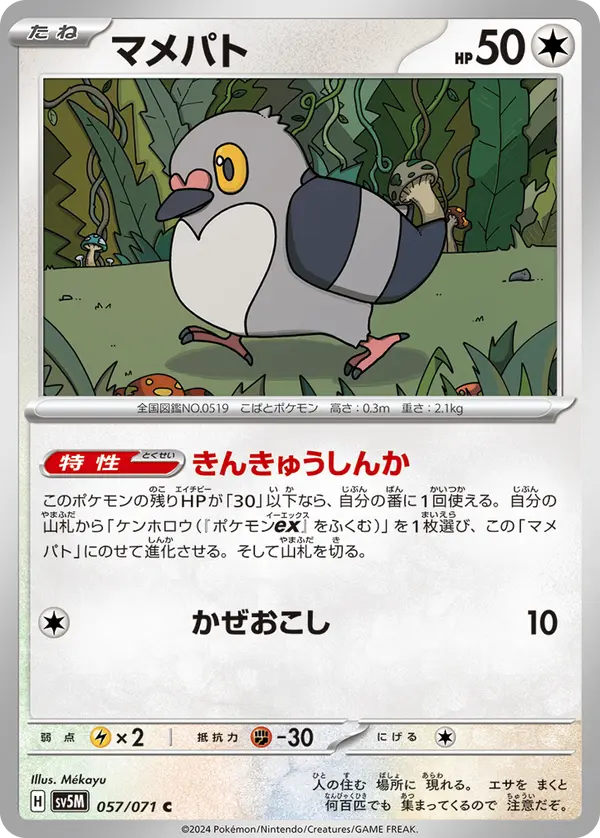 たね
マメパト
HP50
全国図鑑NO.0519 こばとポケモン 高さ:0.3m 重さ:2.1kg
特性 とくせい きんきゅうしんか
このポケモンの残りHPが「30」以下なら、自分の番に1回使える。自分の
山札から「ケンホロウ(『ポケモンex』をふくむ)」を1枚選び、この「マメ
パト」にのせて進化させる。そして山札を切る。
かぜおこし 10
弱点 ×2 抵抗力 -30 にげる
Illus. Mékayu
H sv5M 057/071 C
人の住む 場所に 現れる。 エサを まくと
何百匹でも 集まってくるので 注意だぞ。
©2024 Pokémon/Nintendo/Creatures/GAME FREAK.